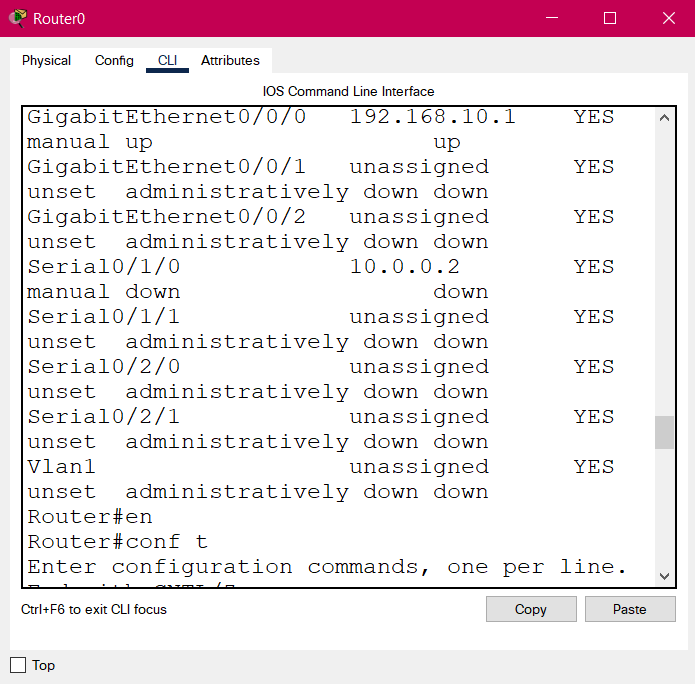 Router0
Physical Config CLI Attributes
IOS Command Line Interface
GigabitEthernet0/0/0 192.168.10.1 YES
manual up up
GigabitEthernet0/0/1 unassigned YES
unset administratively down down
GigabitEthernet0/0/2 unassigned YES
unset administratively down down
Serial0/1/0 10.0.0.2 YES
manual down down
Serial0/1/1 unassigned YES
unset administratively down down
Serial0/2/0 unassigned YES
unset administratively down down
Serial0/2/1 unassigned YES
unset administratively down down
Vlan1 unassigned YES
unset administratively down down
Router#en
Router#conf t
Enter configuration commands, one per line.
Ctrl+F6 to exit CLI focus
Copy Paste
Top